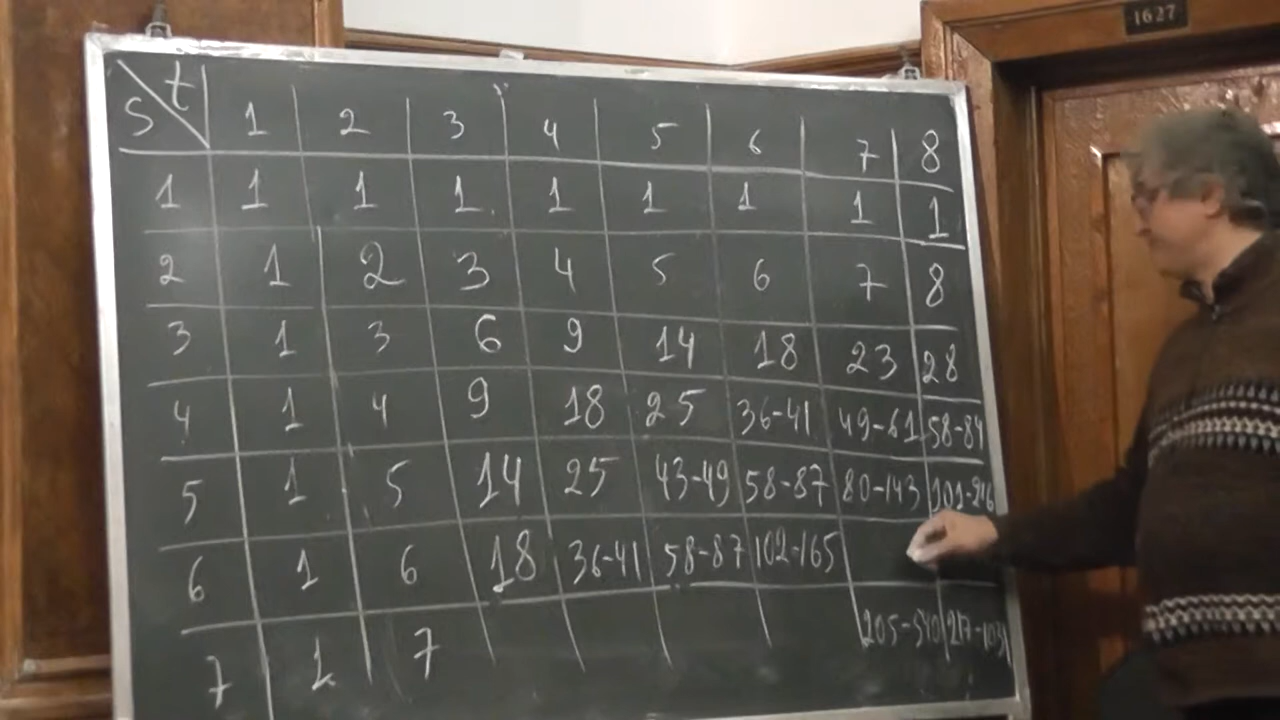 1627
s t 1 2 3 4 5 6 7 8
1 1 1 1 1 1 1 1 1
2 1 2 3 4 5 6 7 8
3 1 3 6 9 14 18 23 28
4 1 4 9 18 25 36-41 49-61 58-84
5 1 5 14 25 43-49 58-87 80-143 101-216
6 1 6 18 36-41 58-87 102-165
7 1 7 205-540